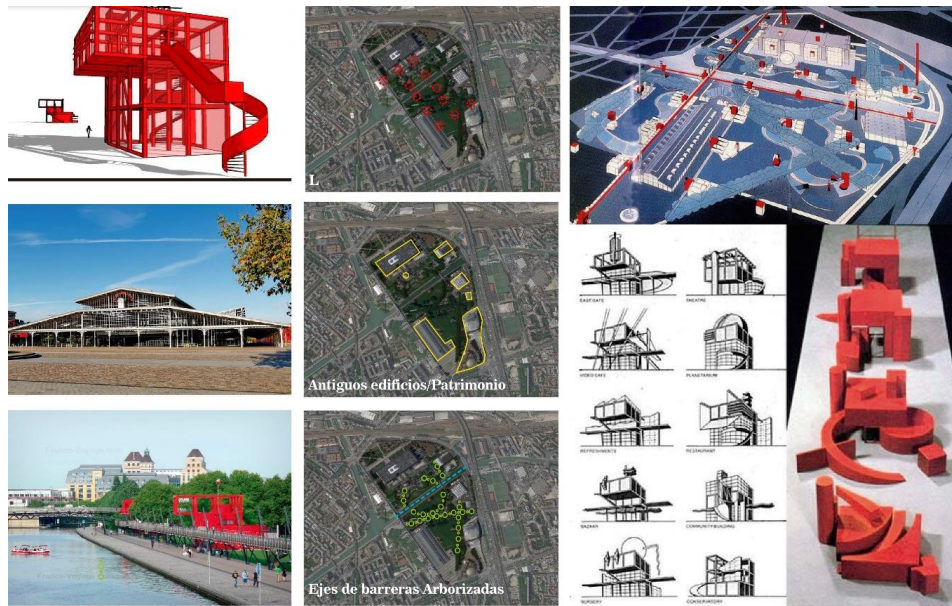 L
Antiguos edificios/Patrimonio
Ejes de barreras Arborizadas
EAST GATE
THEATRE
VIDEO CAFE
PLANETARIUM
REFRESHMENTS
RESTAURANT
BAZAAR
COMMUNITY BUILDING
NURSERY
CONSERVATORY